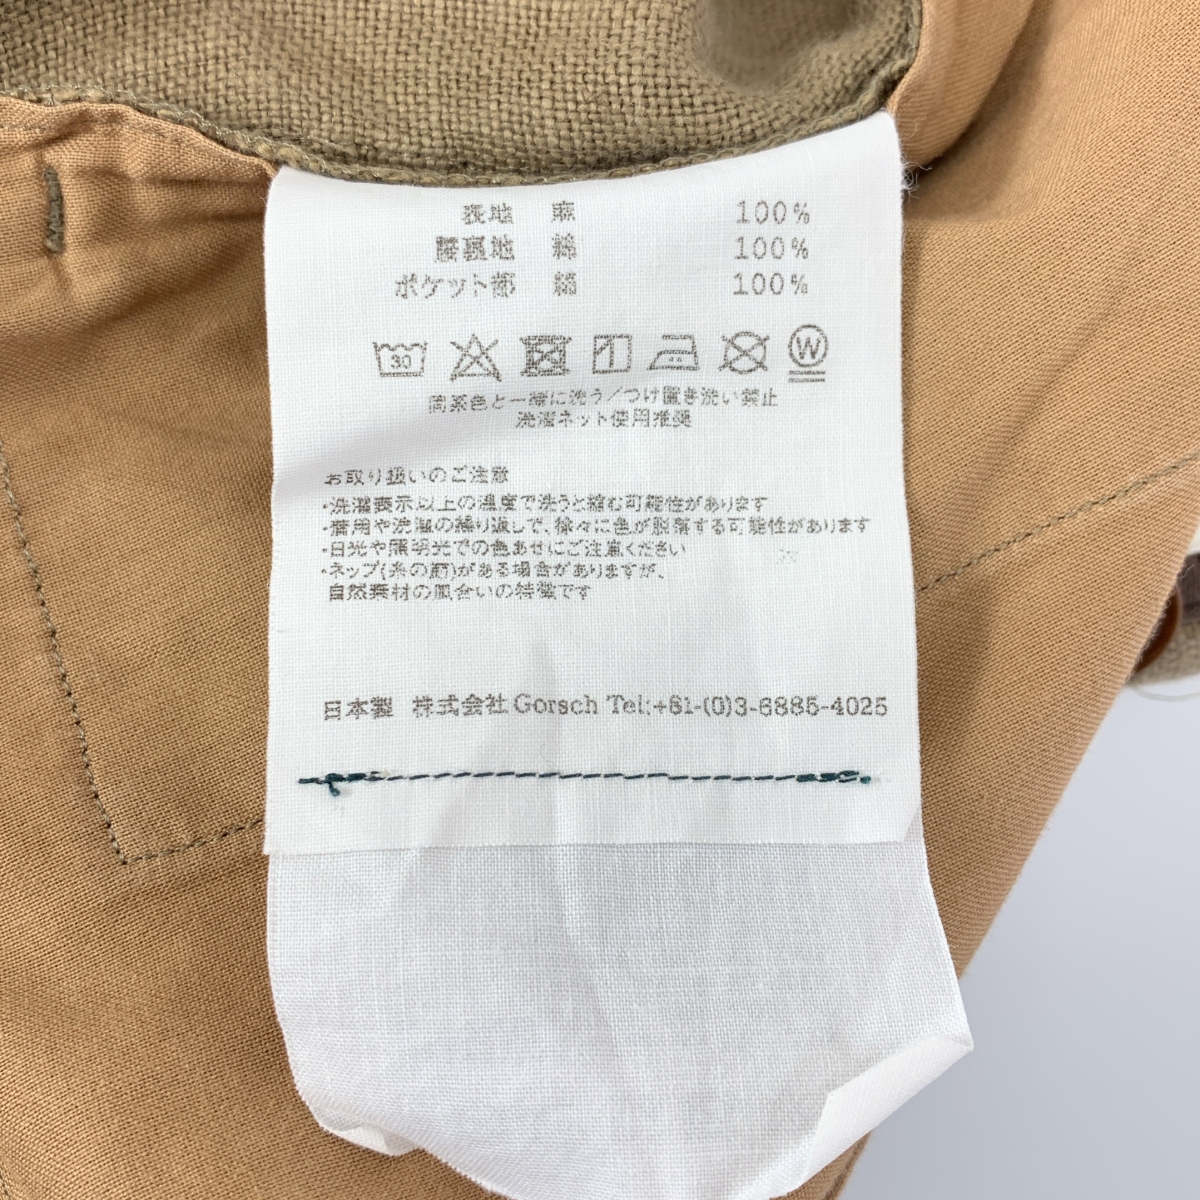 表地 麻 100%
腰裏地 綿 100%
ポケット部 綿 100%
30 W
同系色と一緒に洗う/つけ置き洗い禁止
洗濯ネット使用推奨
お取り扱いのご注意
・洗濯表示以上の温度で洗うと縮む可能性があります
・着用や洗濯の繰り返しで、徐々に色が脱落する可能性があります
・日光や照明光での色あせにご注意ください
・ネップ(糸の節)がある場合がありますが、
自然素材の風合いの特徴です
日本製 株式会社 Gorsch Tel:+81-(0)3-6885-4025